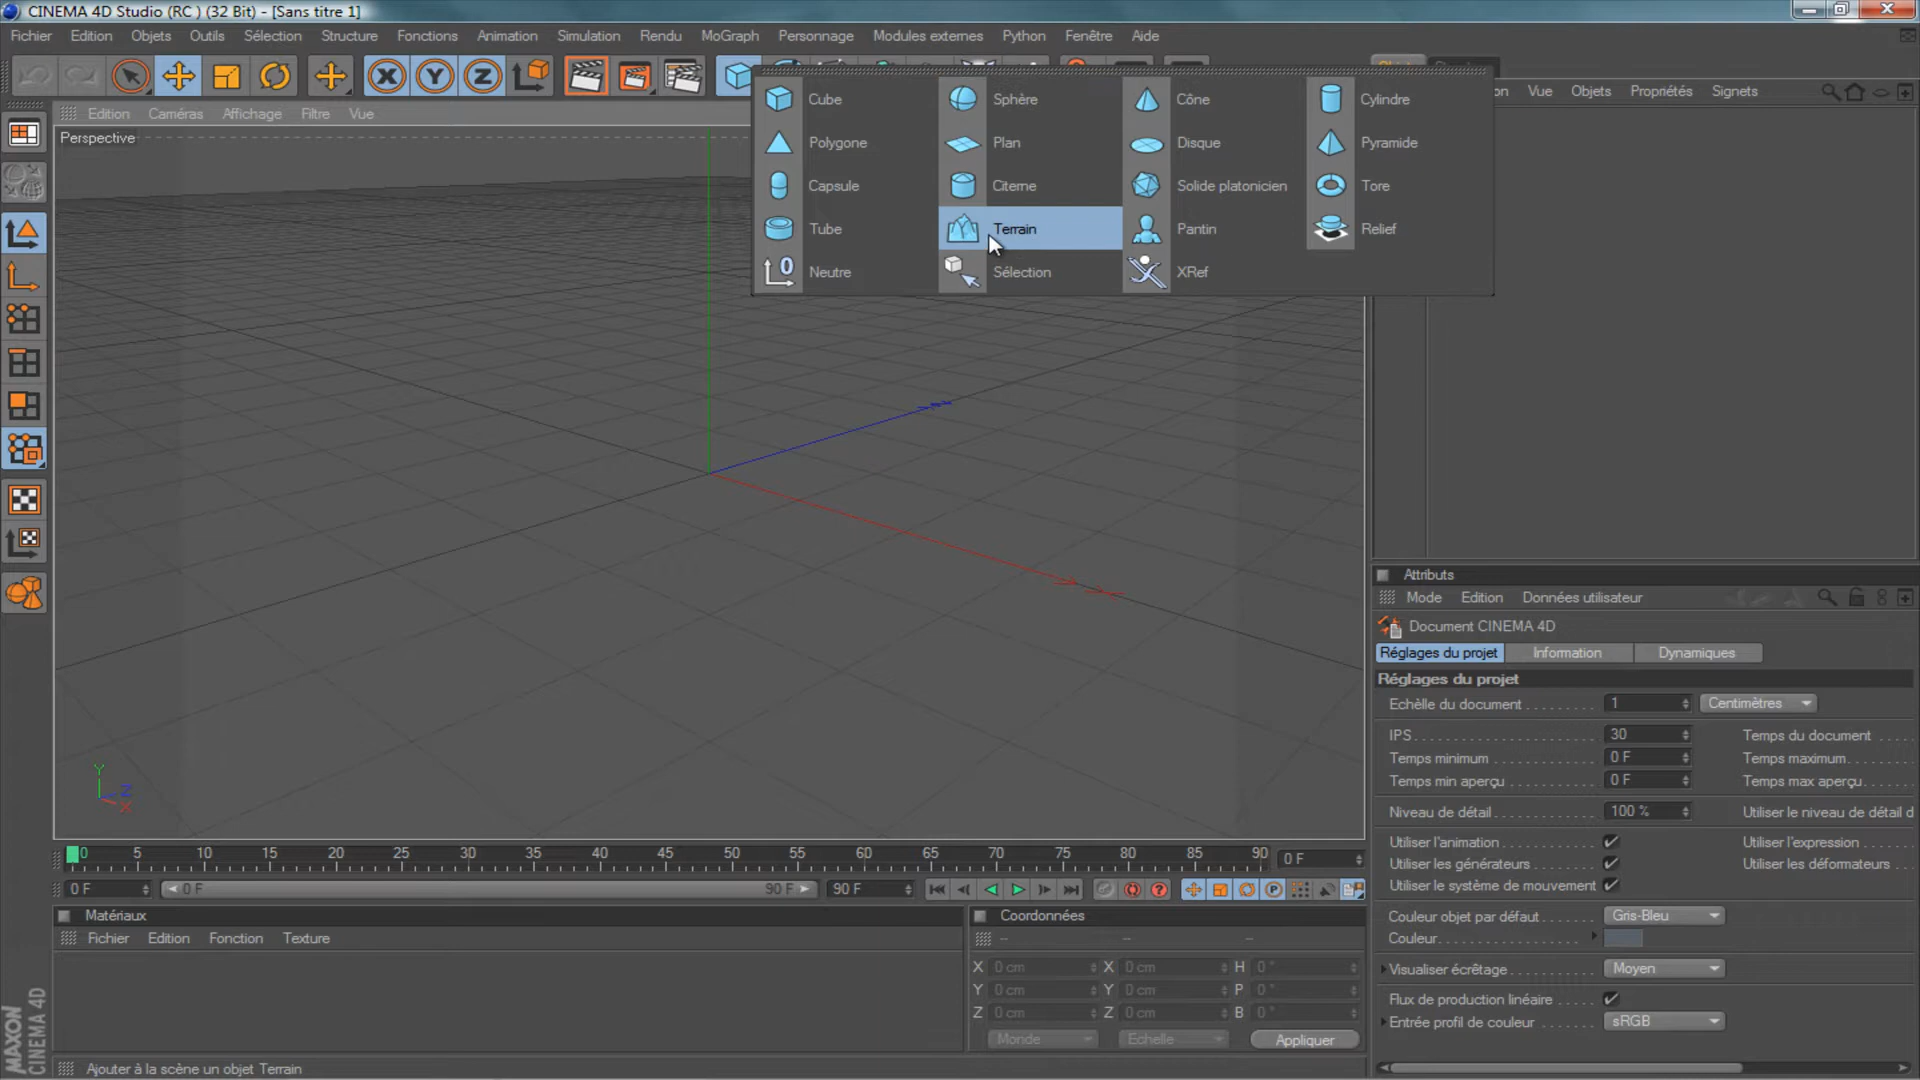 CINEMA 4D Studio (RC ) (32 Bit) - [Sans titre 1]
Fichier Edition Objets Outils Sélection Structure Fonctions Animation Simulation Rendu MoGraph Personnage Modules externes Python Fenêtre Aide
X Y Z
Edition Caméras Affichage Filtre Vue
Perspective
Cube Sphère Cône Cylindre
Polygone Plan Disque Pyramide
Capsule Citerne Solide platonicien Tore
Tube Terrain Pantin Relief
0 Neutre Sélection XRef
Vue Objets Propriétés Signets
Y
Z
X
0 5 10 15 20 25 30 35 40 45 50 55 60 65 70 75 80 85 90 0 F
0 F 0 F 90 F 90 F ? P
Matériaux
Fichier Edition Fonction Texture
Coordonnées
-- -- --
X 0 cm X 0 cm H 0 °
Y 0 cm Y 0 cm P 0 °
Z 0 cm Z 0 cm B 0 °
Monde Echelle Appliquer
Attributs
Mode Edition Données utilisateur
Document CINEMA 4D
Réglages du projet Information Dynamiques
Réglages du projet
Echelle du document . . . . . . . . . 1 Centimètres
IPS . . . . . . . . . . . . . . . . . . . . . . . 30 Temps du document . . . .
Temps minimum . . . . . . . . . . . . 0 F Temps maximum . . . . . . .
Temps min aperçu . . . . . . . . . . 0 F Temps max aperçu . . . . .
Niveau de détail . . . . . . . . . . . . 100 % Utiliser le niveau de détail d
Utiliser l'animation . . . . . . . . . . . Utiliser l'expression . . . . .
Utiliser les générateurs . . . . . . . . Utiliser les déformateurs . .
Utiliser le système de mouvement
Couleur objet par défaut . . . . . . Gris-Bleu
Couleur . . . . . . . . . . . . . . . . . .
Visualiser écrêtage . . . . . . . . . . Moyen
Flux de production linéaire . . . . .
Entrée profil de couleur . . . . . . . sRGB
MAXON
CINEMA 4D
Ajouter à la scène un objet Terrain